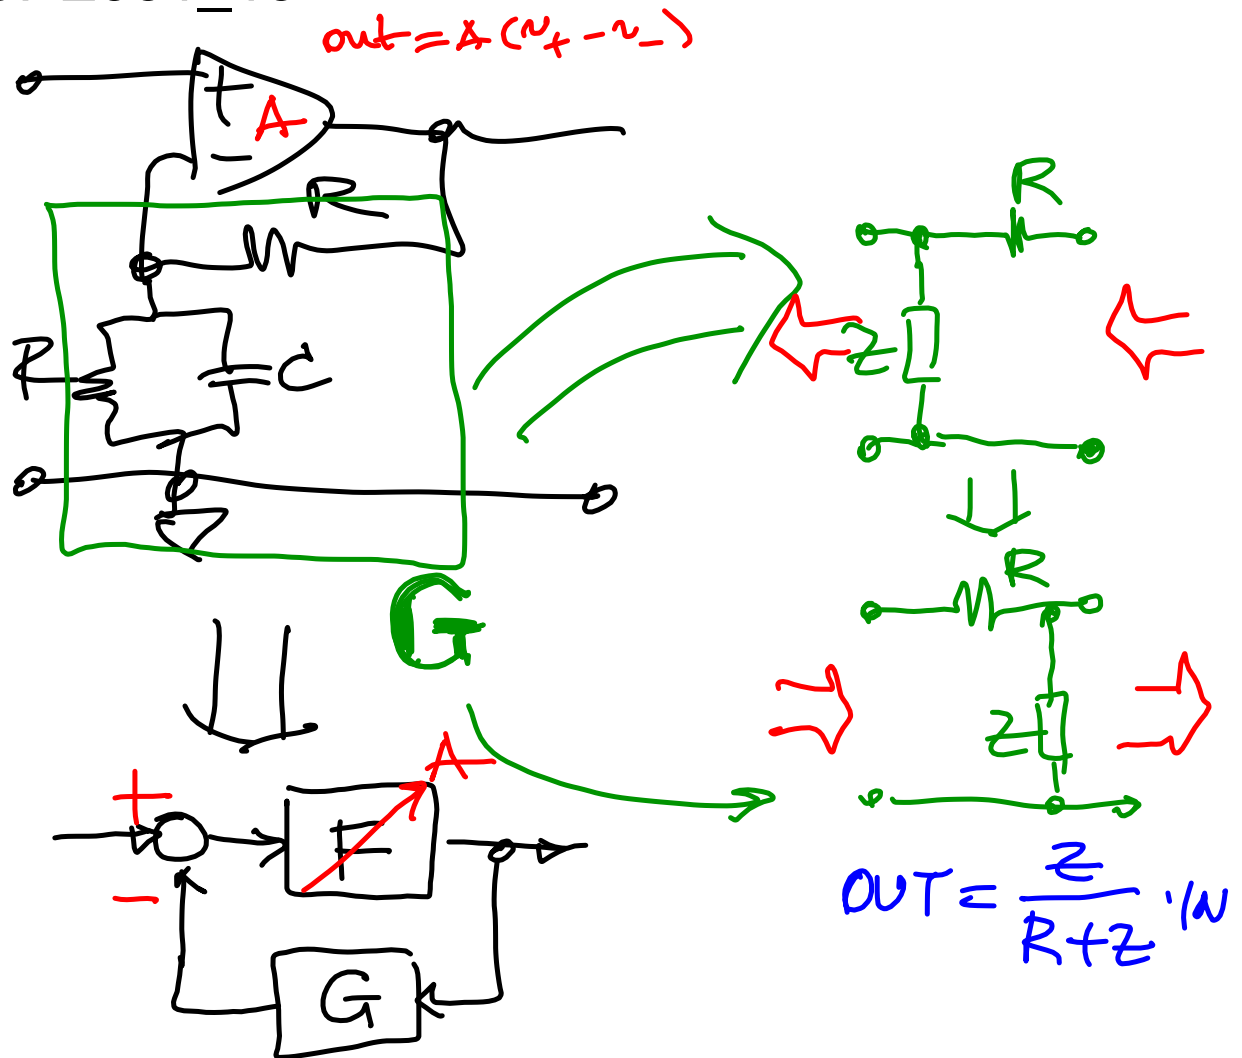 out = A (v+ - v-)
+
A
-
R
R
R
C
Z
G
R
Z
A
+
F
-
G
OUT = Z / R+Z · IN